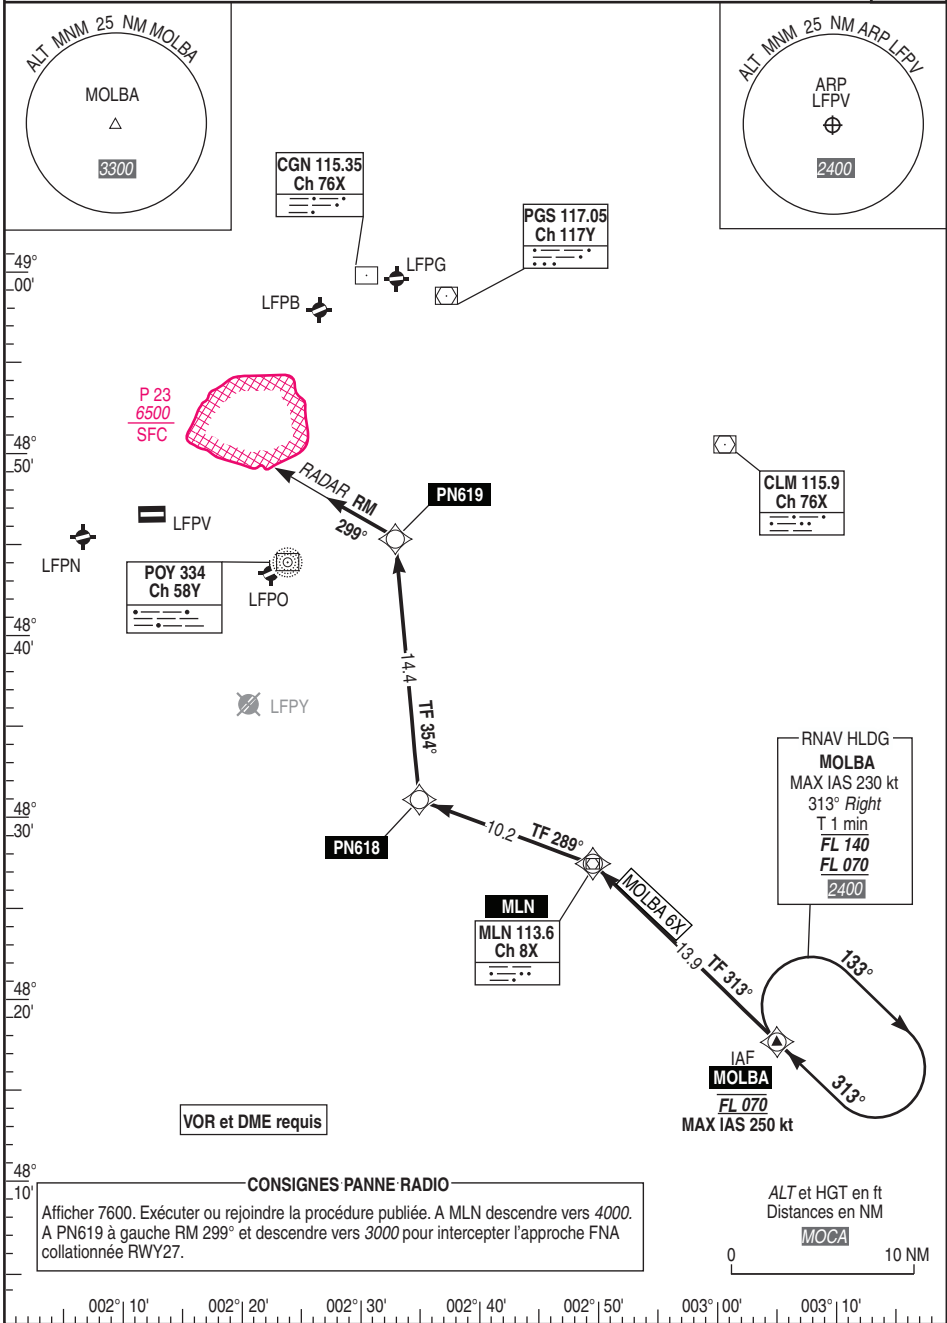 ALT MNM 25 NM MOLBA
MOLBA
3300
ALT MNM 25 NM ARP LFPV
ARP
LFPV
2400
CGN 115.35
Ch 76X
PGS 117.05
Ch 117Y
49°
00'
LFPG
LFPB
P 23
6500
SFC
48°
50'
RADAR RM
299°
PN619
CLM 115.9
Ch 76X
LFPV
LFPN
POY 334
Ch 58Y
LFPO
48°
40'
14.4
TF 354°
LFPY
RNAV HLDG
MOLBA
MAX IAS 230 kt
313° Right
T 1 min
FL 140
FL 070
2400
48°
30'
PN618
10.2
TF 289°
MLN
MLN 113.6
Ch 8X
MOLBA 6X
13.9
TF 313°
133°
313°
48°
20'
IAF
MOLBA
FL 070
MAX IAS 250 kt
VOR et DME requis
48°
10'
CONSIGNES PANNE RADIO
Afficher 7600. Exécuter ou rejoindre la procédure publiée. A MLN descendre vers 4000.
A PN619 à gauche RM 299° et descendre vers 3000 pour intercepter l'approche FNA
collationnée RWY27.
ALT et HGT en ft
Distances en NM
MOCA
0 10 NM
002° 10' 002° 20' 002° 30' 002° 40' 002° 50' 003° 00' 003° 10'